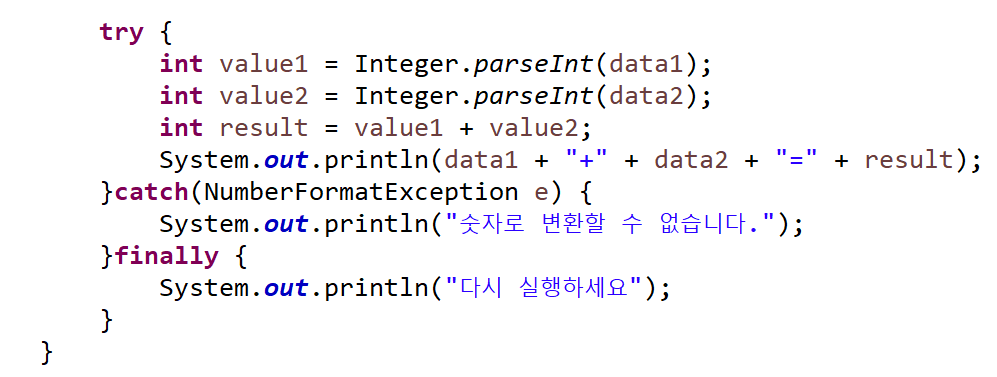 try {
int value1 = Integer.parseInt(data1);
int value2 = Integer.parseInt(data2);
int result = value1 + value2;
System.out.println(data1 + "+" + data2 + "=" + result);
}catch(NumberFormatException e) {
System.out.println("숫자로 변환할 수 없습니다.");
}finally {
System.out.println("다시 실행하세요");
}
}